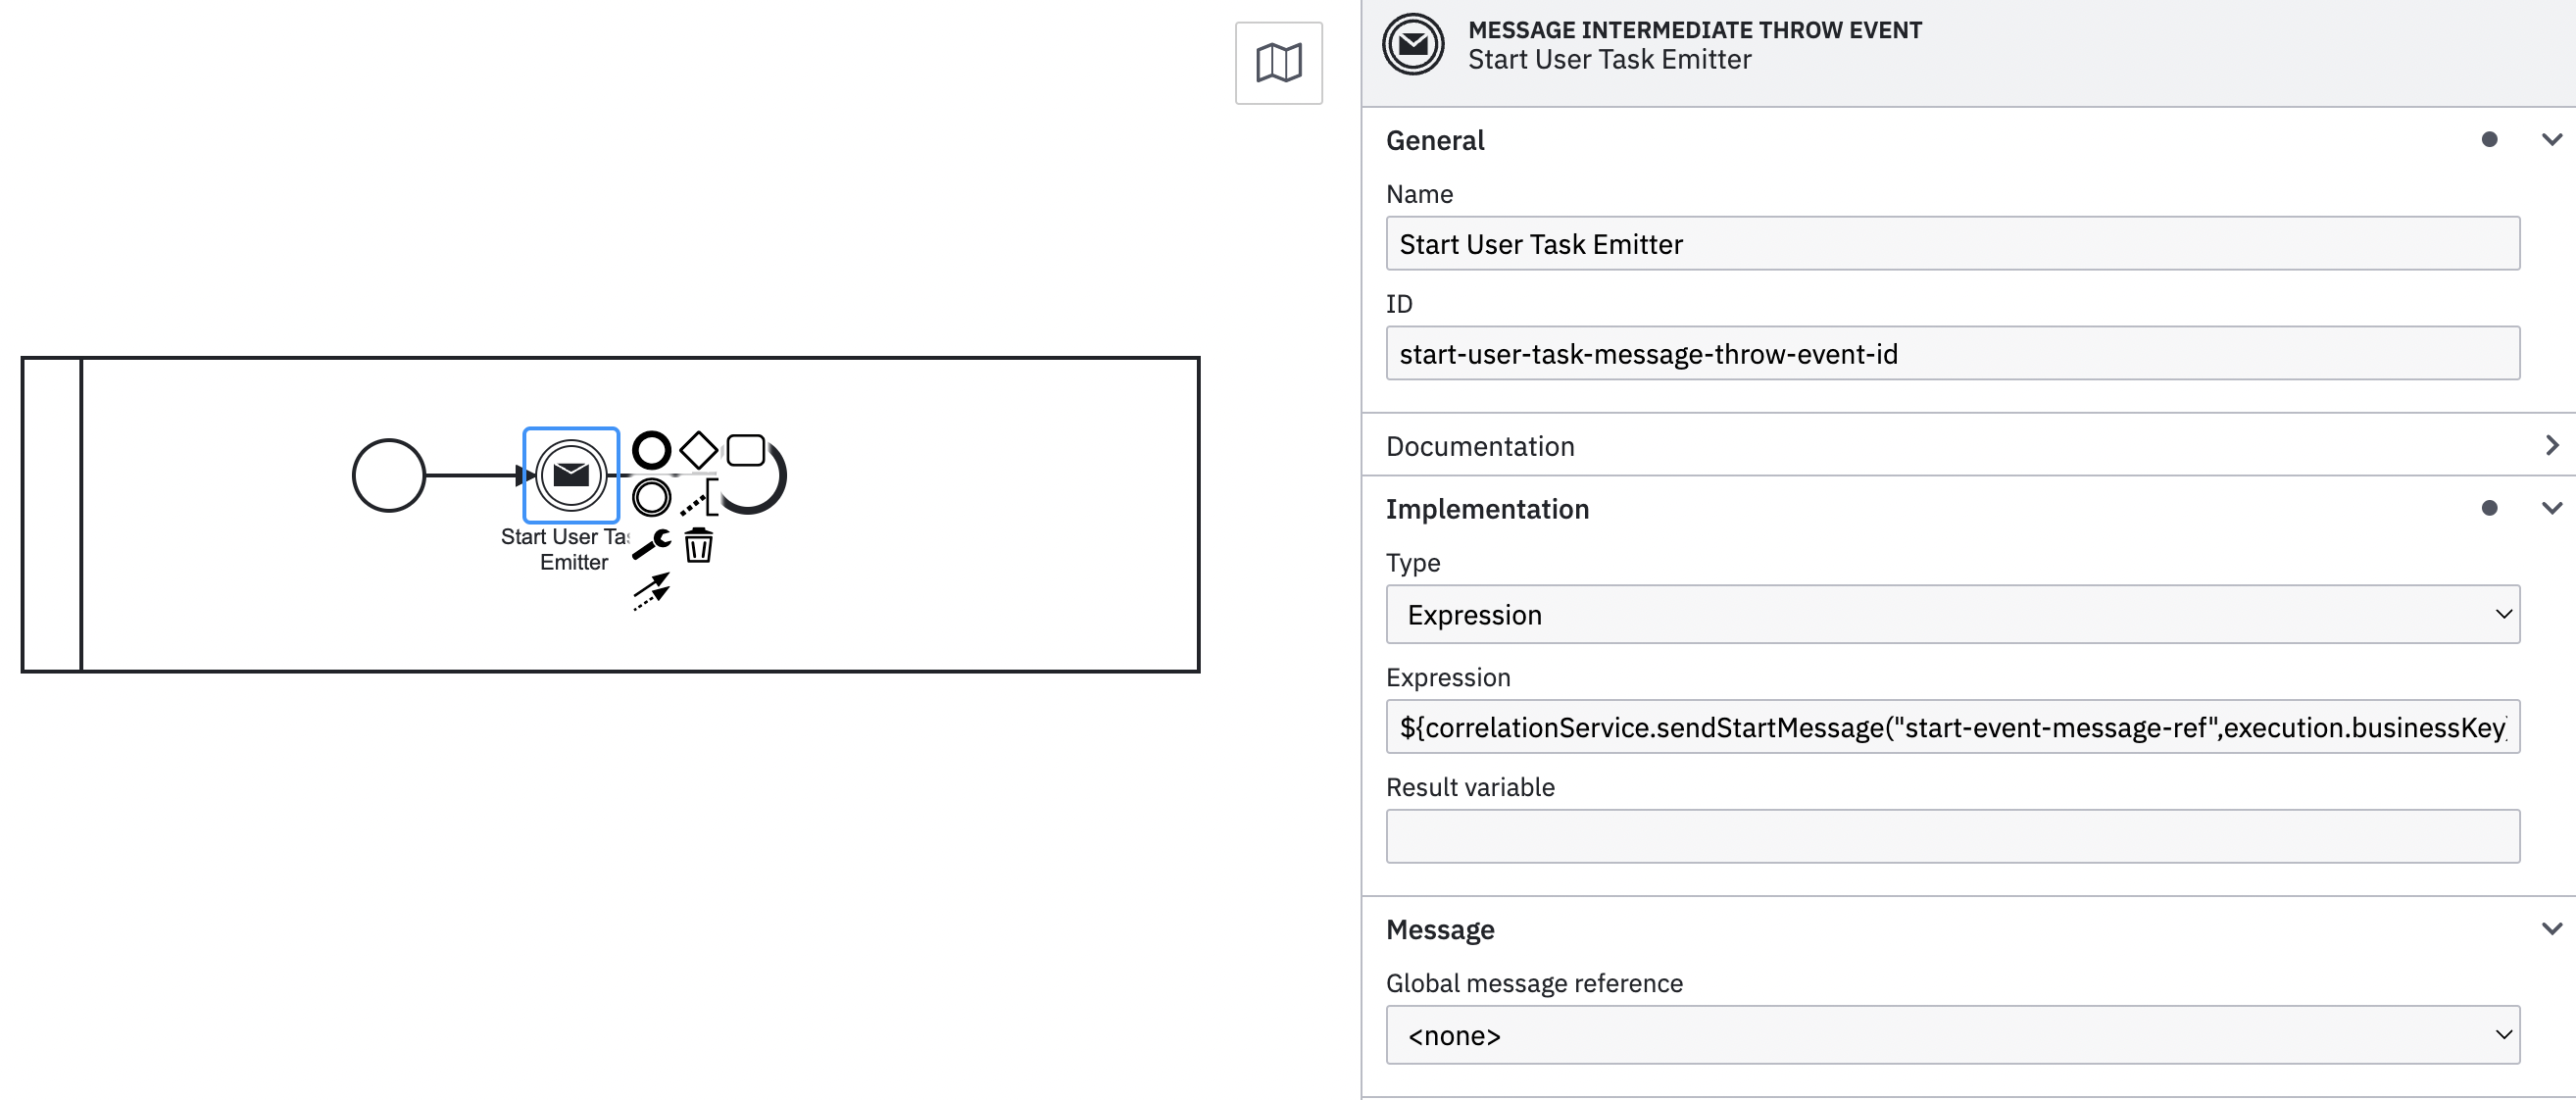 MESSAGE INTERMEDIATE THROW EVENT
Start User Task Emitter
General
Name
Start User Task Emitter
ID
start-user-task-message-throw-event-id
Documentation
Implementation
Type
Expression
Expression
${correlationService.sendStartMessage("start-event-message-ref",execution.businessKey
Result variable
Message
Global message reference
<none>
Start User
Emitter